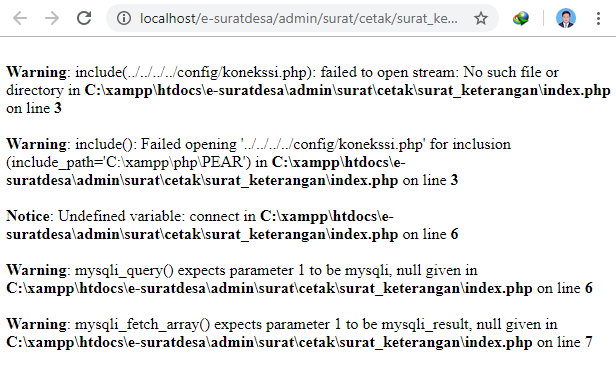 localhost/e-suratdesa/admin/surat/cetak/surat_ke...
Warning: include(../../../../config/konekssi.php): failed to open stream: No such file or
directory in C:\xampp\htdocs\e-suratdesa\admin\surat\cetak\surat_keterangan\index.php
on line 3
Warning: include(): Failed opening '../../../../config/konekssi.php' for inclusion
(include_path='C:\xampp\php\PEAR') in C:\xampp\htdocs\e-
suratdesa\admin\surat\cetak\surat_keterangan\index.php on line 3
Notice: Undefined variable: connect in C:\xampp\htdocs\e-
suratdesa\admin\surat\cetak\surat_keterangan\index.php on line 6
Warning: mysqli_query() expects parameter 1 to be mysqli, null given in
C:\xampp\htdocs\e-suratdesa\admin\surat\cetak\surat_keterangan\index.php on line 6
Warning: mysqli_fetch_array() expects parameter 1 to be mysqli_result, null given in
C:\xampp\htdocs\e-suratdesa\admin\surat\cetak\surat_keterangan\index.php on line 7